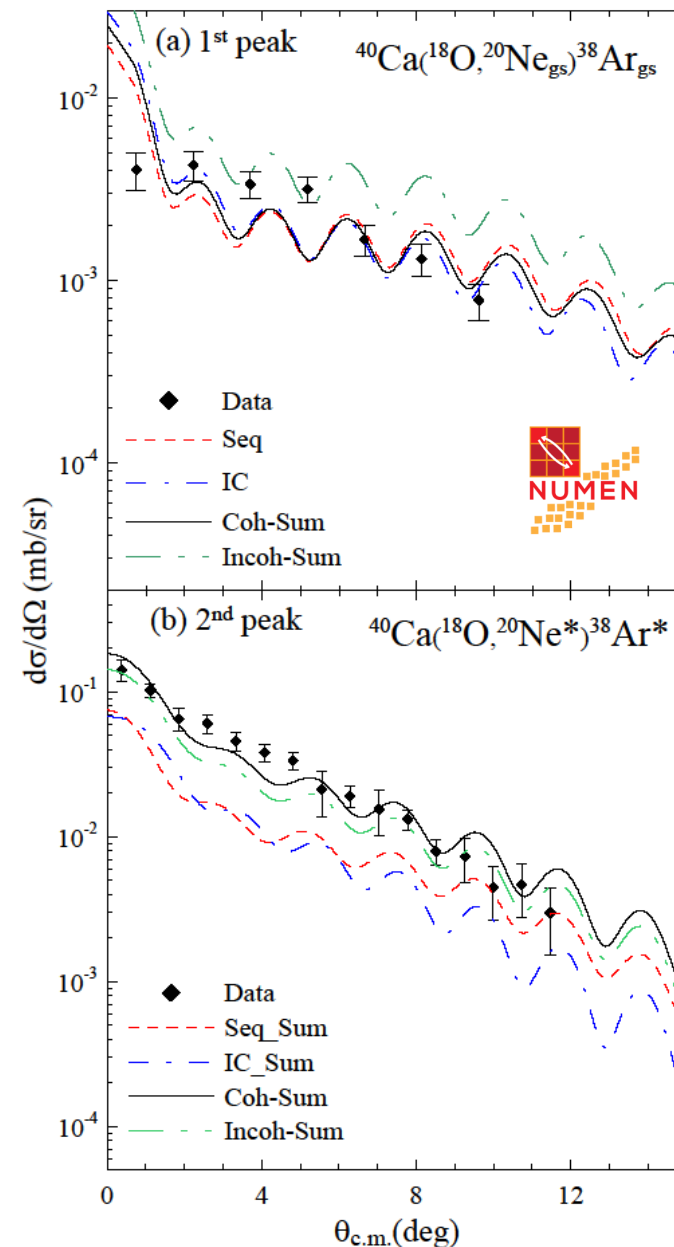 (a) 1st peak
⁴⁰Ca(¹⁸O,²⁰Ne_gs)³⁸Ar_gs
10⁻²
10⁻³
10⁻⁴
Data
Seq
IC
Coh-Sum
Incoh-Sum
NUMEN
dσ/dΩ (mb/sr)
(b) 2nd peak
⁴⁰Ca(¹⁸O,²⁰Ne*)³⁸Ar*
10⁻¹
10⁻²
10⁻³
10⁻⁴
Data
Seq_Sum
IC_Sum
Coh-Sum
Incoh-Sum
0 4 8 12
θc.m.(deg)